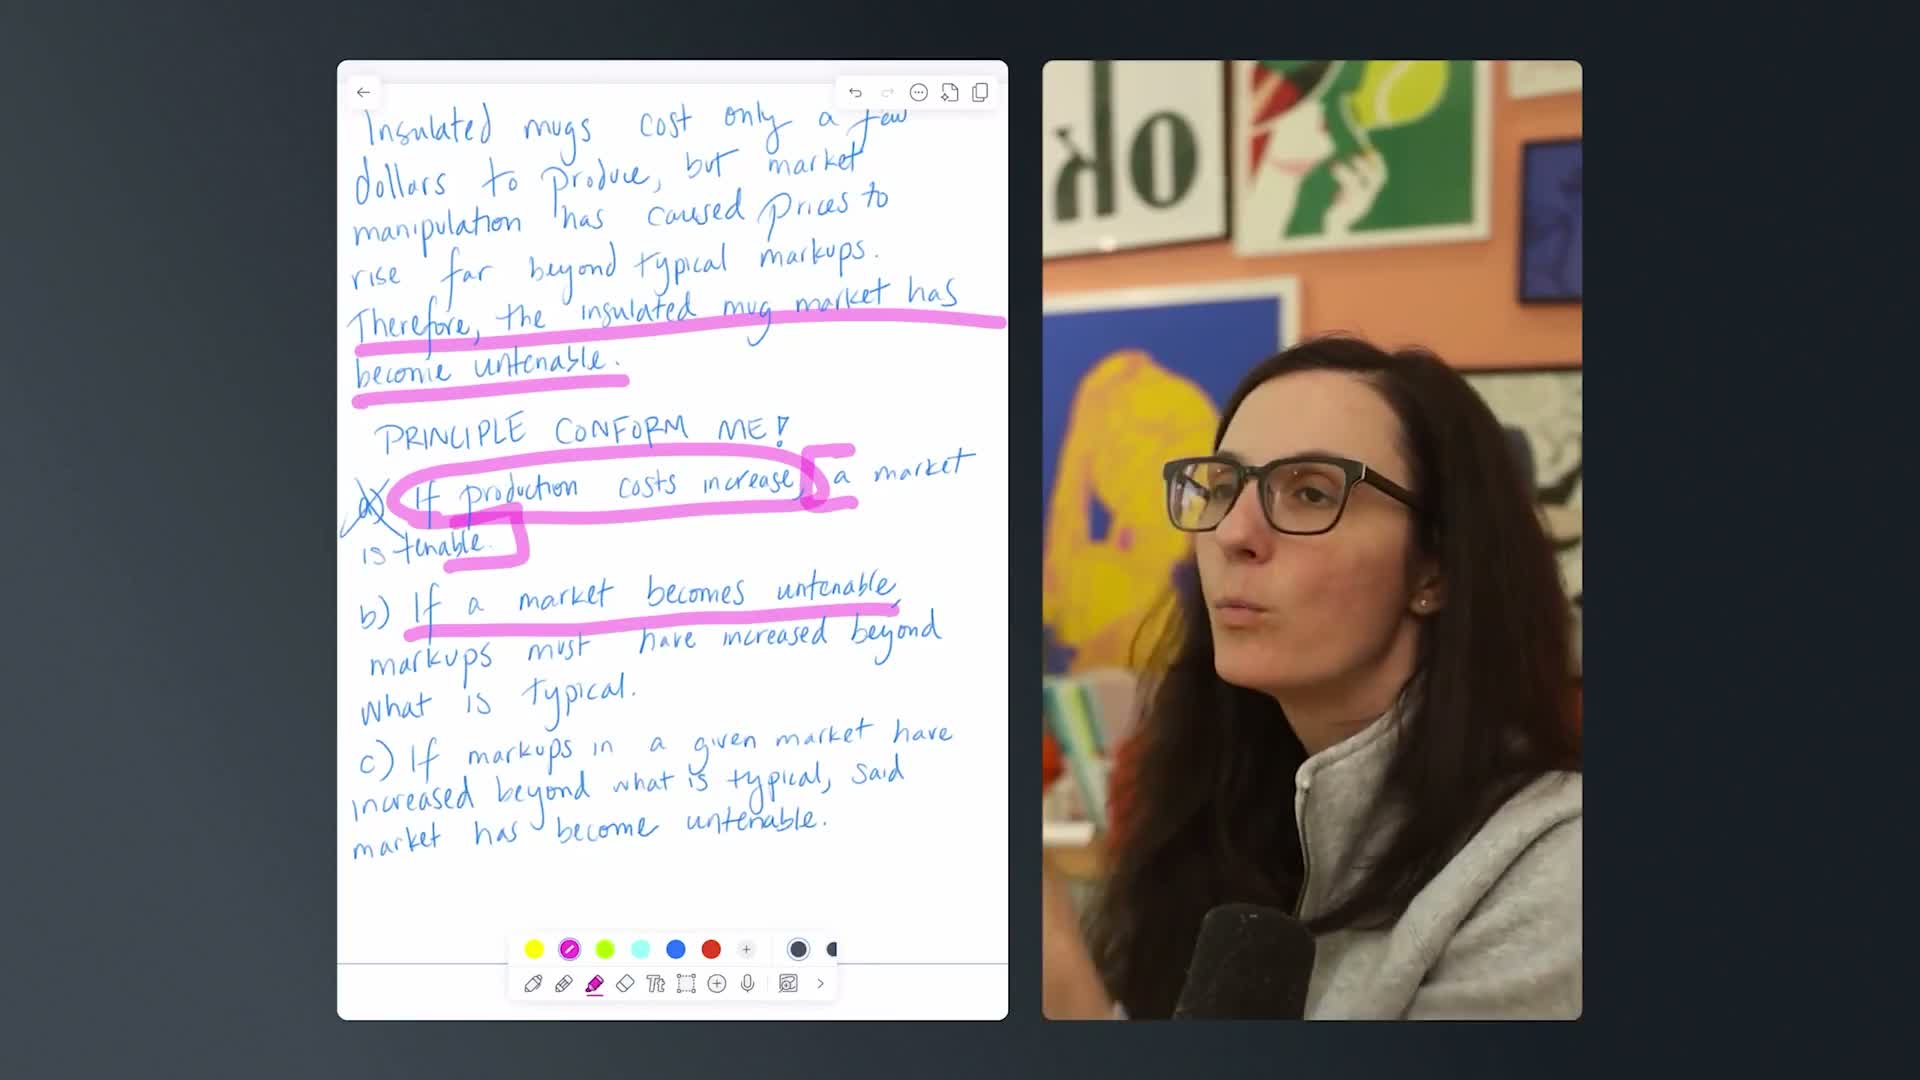 Insulated mugs cost only a few
dollars to produce, but market
manipulation has caused prices to
rise far beyond typical markups.
Therefore, the insulated mug market has
become untenable.
PRINCIPLE CONFORM ME!
a) If production costs increase, a market
is tenable.
b) If a market becomes untenable,
markups must have increased beyond
what is typical.
c) If markups in a given market have
increased beyond what is typical, said
market has become untenable.
Tt
ok